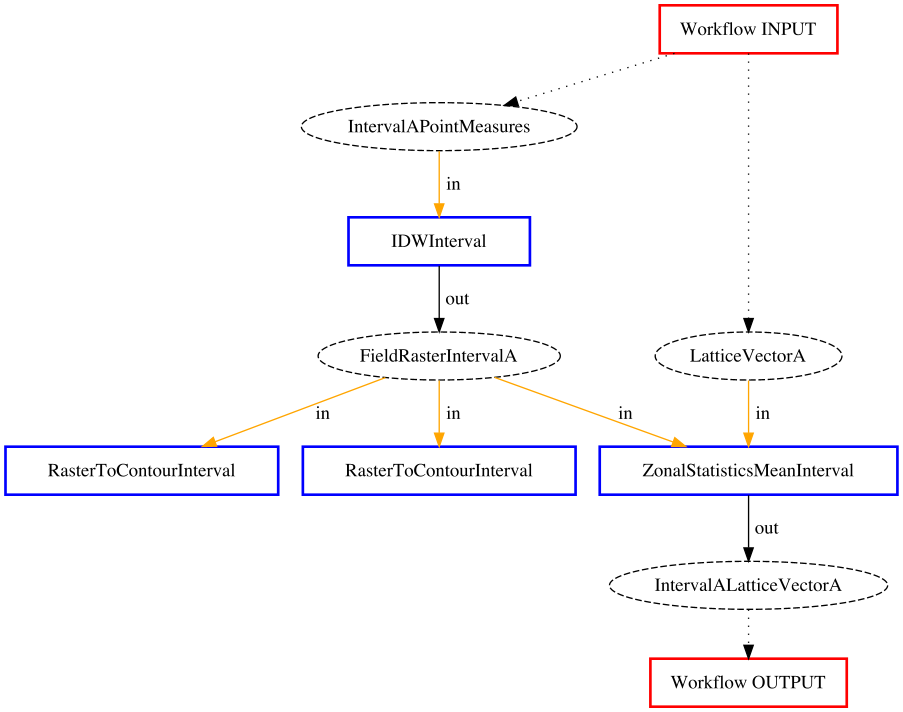 Workflow INPUT
IntervalAPointMeasures
in
IDWInterval
out
FieldRasterIntervalA
LatticeVectorA
in
in
in
in
RasterToContourInterval
RasterToContourInterval
ZonalStatisticsMeanInterval
out
IntervalALatticeVectorA
Workflow OUTPUT